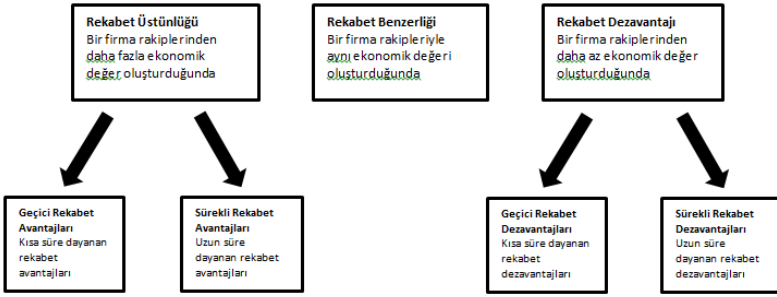 Rekabet Üstünlüğü
Bir firma rakiplerinden
daha fazla ekonomik
değer oluşturduğunda
Rekabet Benzerliği
Bir firma rakipleriyle
aynı ekonomik değeri
oluşturduğunda
Rekabet Dezavantajı
Bir firma rakiplerinden
daha az ekonomik değer
oluşturduğunda
Geçici Rekabet
Avantajları
Kısa süre dayanan
rekabet
avantajları
Sürekli Rekabet
Avantajları
Uzun süre
dayanan rekabet
avantajları
Geçici Rekabet
Dezavantajları
Kısa süre dayanan
rekabet
dezavantajları
Sürekli Rekabet
Dezavantajları
Uzun süre
dayanan rekabet
dezavantajları